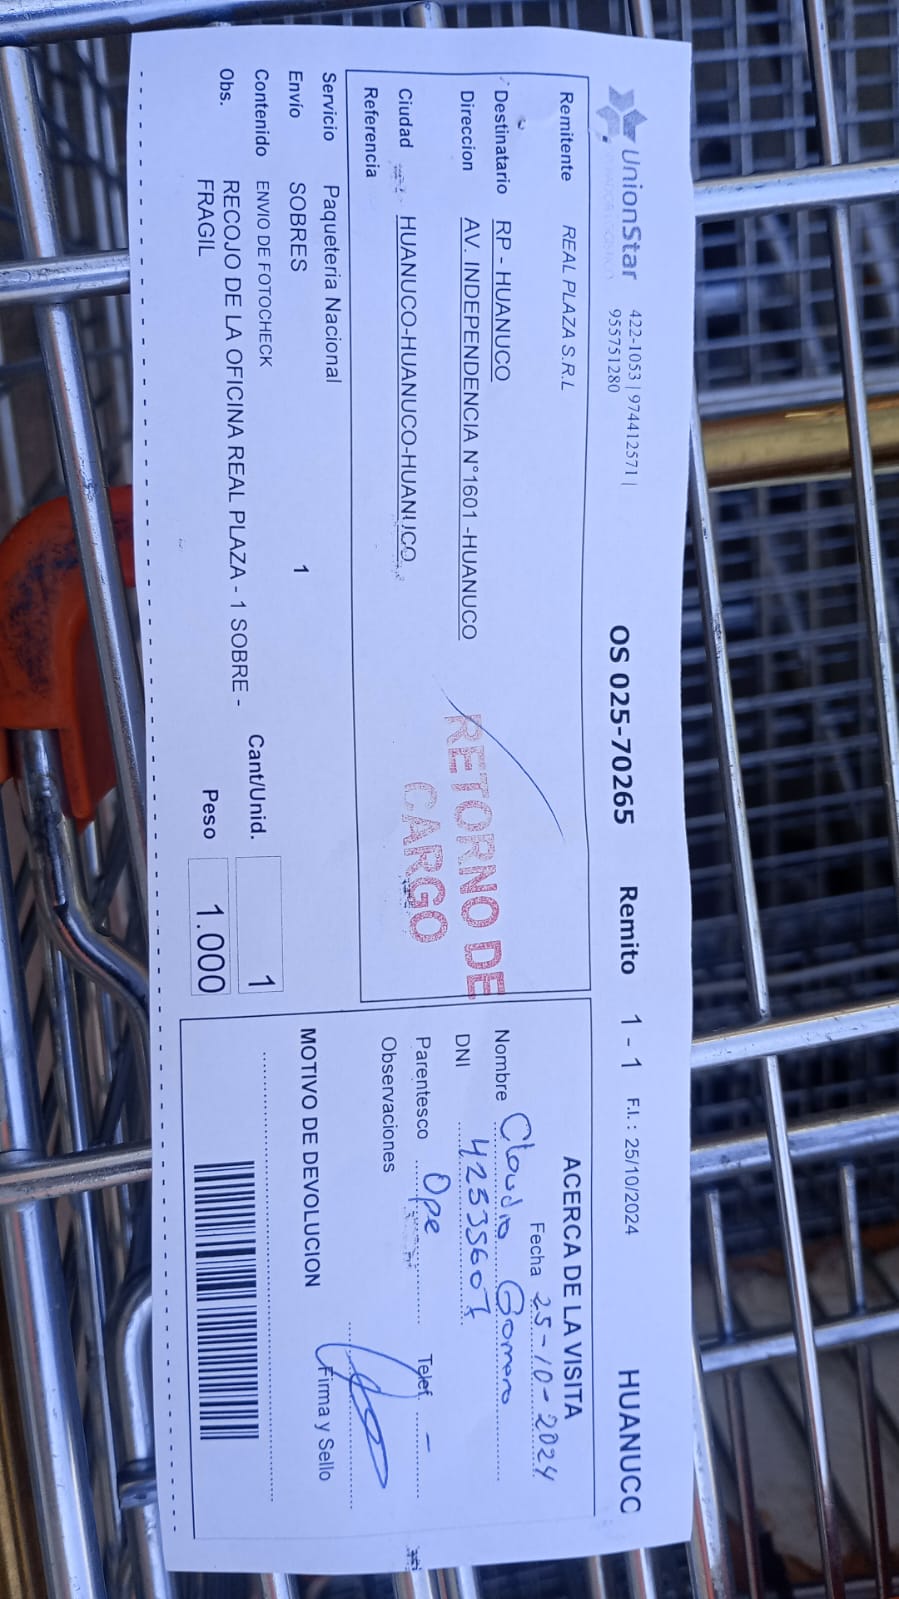 UnionStar 422-1053 | 974412571 |
955751280
OS 025-70265 Remito 1 - 1 F.I. : 25/10/2024 HUANUCC
Remitente REAL PLAZA S.R.L
Destinatario RP - HUANUCO
Direccion AV. INDEPENDENCIA N°1601 -HUANUCO
Ciudad HUANUCO-HUANUCO-HUANUCO
Referencia
RETORNO DE
CARGO
Servicio Paqueteria Nacional
Envio SOBRES 1
Contenido ENVIO DE FOTOCHECK Cant/Unid. 1
Obs. RECOJO DE LA OFICINA REAL PLAZA - 1 SOBRE -
FRAGIL
Peso 1.000
ACERCA DE LA VISITA
Fecha 25-10-2024
Nombre Claudio Gomero
DNI 42335607
Parentesco Ope Telef. -
Observaciones
Firma y Sello
MOTIVO DE DEVOLUCION